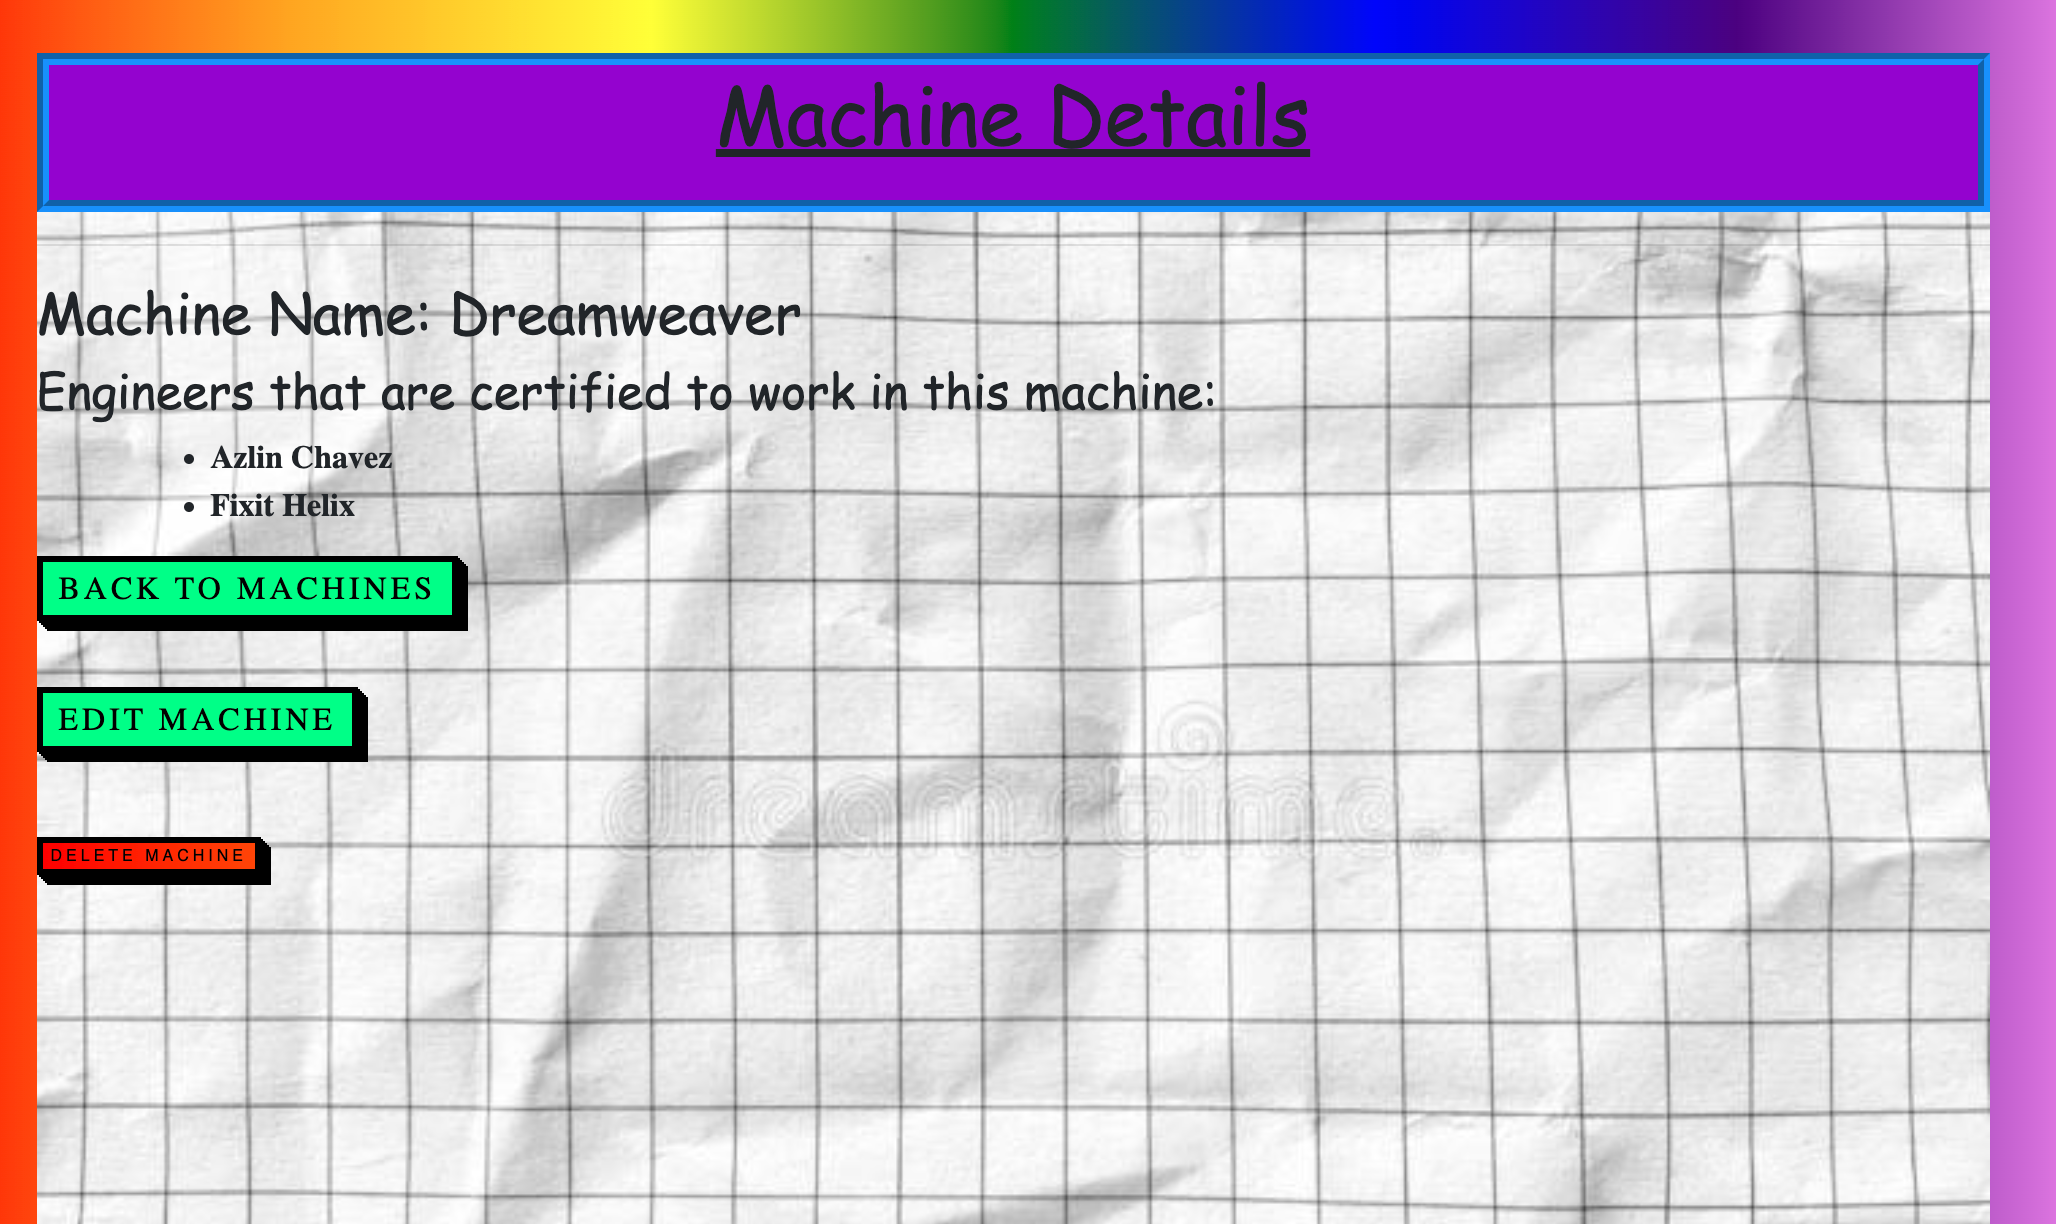 Machine Details
Machine Name: Dreamweaver
Engineers that are certified to work in this machine:
• Azlin Chavez
• Fixit Helix
BACK TO MACHINES
EDIT MACHINE
dreamstime®
DELETE MACHINE